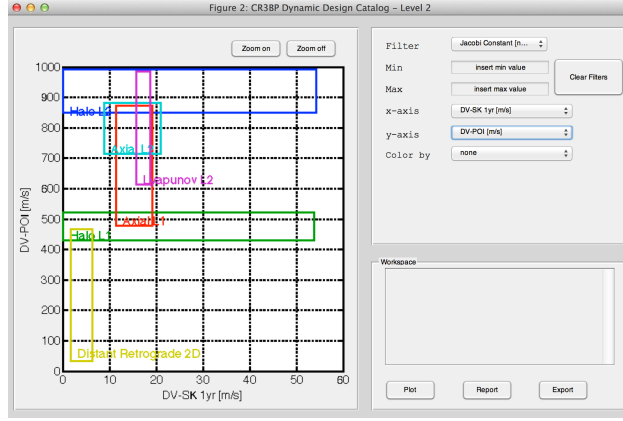 Figure 2: CR3BP Dynamic Design Catalog - Level 2
Zoom on
Zoom off
1000
900
800
700
600
500
400
300
200
100
0
DV-POI [m/s]
Halo L2
Axial L2
Lyapunov L2
Axial L1
Halo L1
Distant Retrograde 2D
0 10 20 30 40 50 60
DV-SK 1yr [m/s]
Filter Jacobi Constant [n...
Min insert min value
Max insert max value
Clear Filters
x-axis DV-SK 1yr [m/s]
y-axis DV-POI [m/s]
Color by none
Workspace
Plot
Report
Export